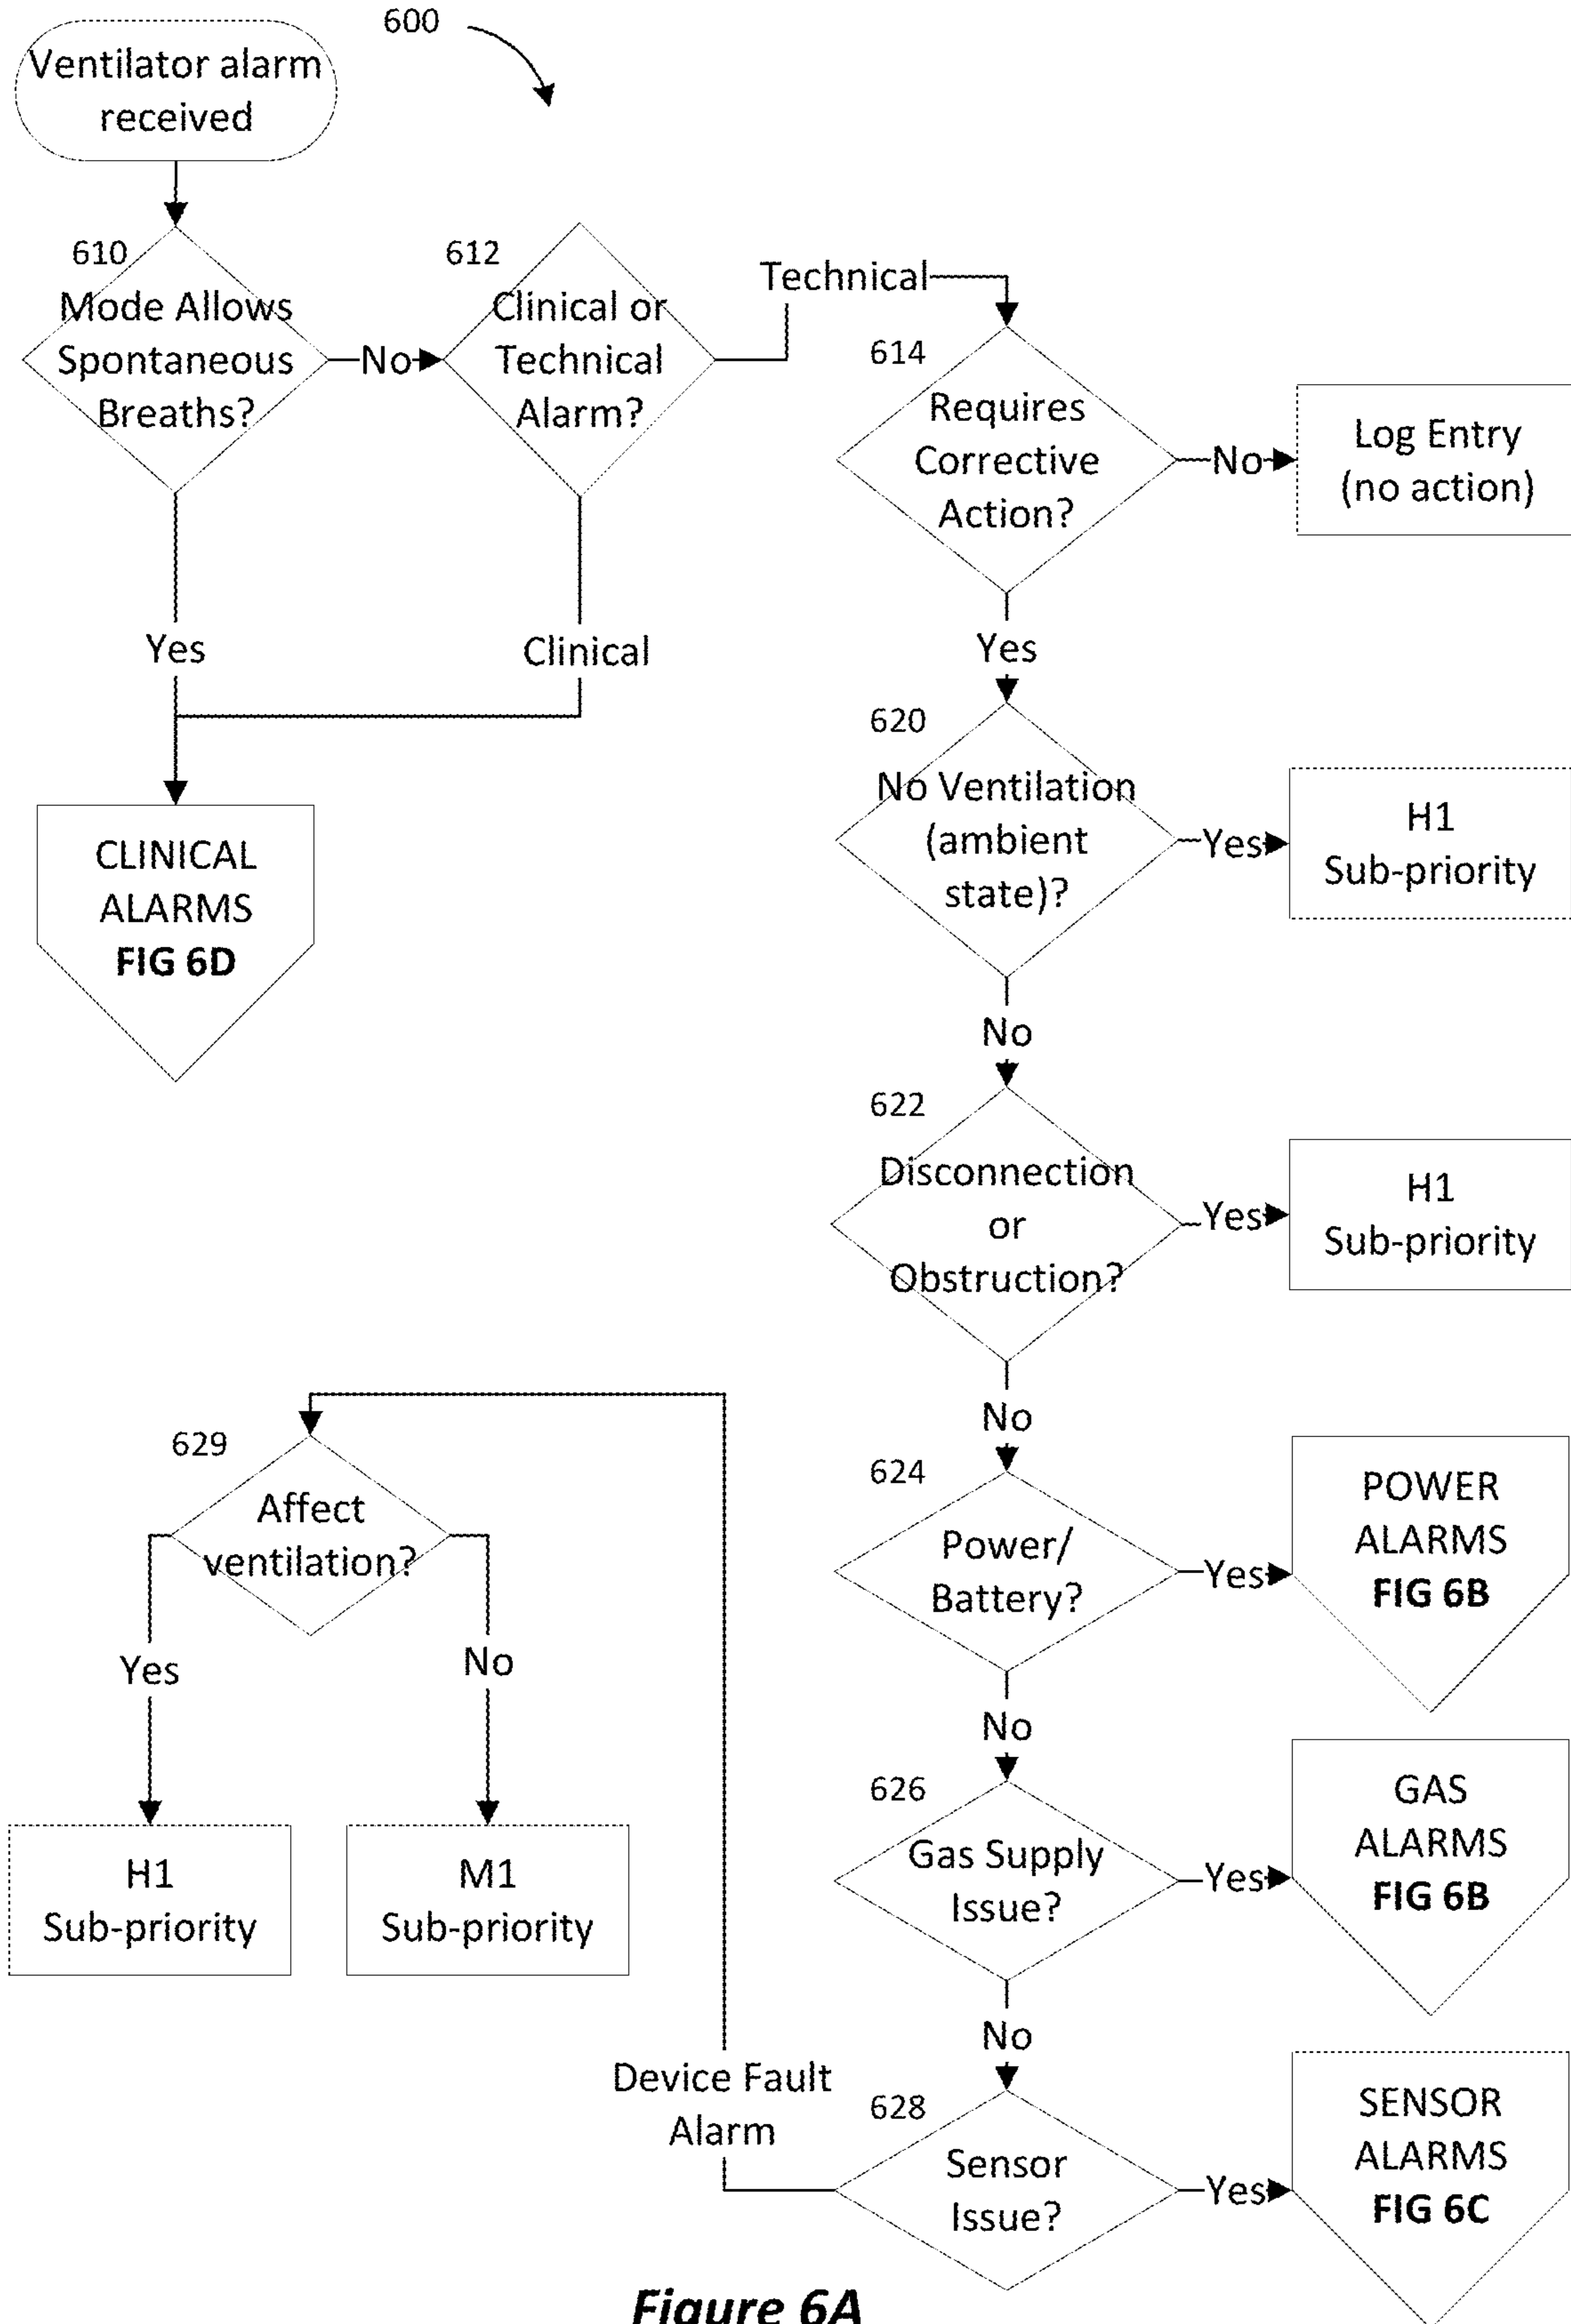 600
Ventilator alarm
received
610
Mode Allows
Spontaneous
Breaths?
No
612
Clinical or
Technical
Alarm?
Technical
614
Requires
Corrective
Action?
No
Log Entry
(no action)
Yes
Clinical
Yes
CLINICAL
ALARMS
FIG 6D
620
No Ventilation
(ambient
state)?
Yes
H1
Sub-priority
No
622
Disconnection
or
Obstruction?
Yes
H1
Sub-priority
No
624
Power/
Battery?
Yes
POWER
ALARMS
FIG 6B
No
626
Gas Supply
Issue?
Yes
GAS
ALARMS
FIG 6B
No
628
Sensor
Issue?
Yes
SENSOR
ALARMS
FIG 6C
Device Fault
Alarm
629
Affect
ventilation?
Yes
No
H1
Sub-priority
M1
Sub-priority
Figure 6A